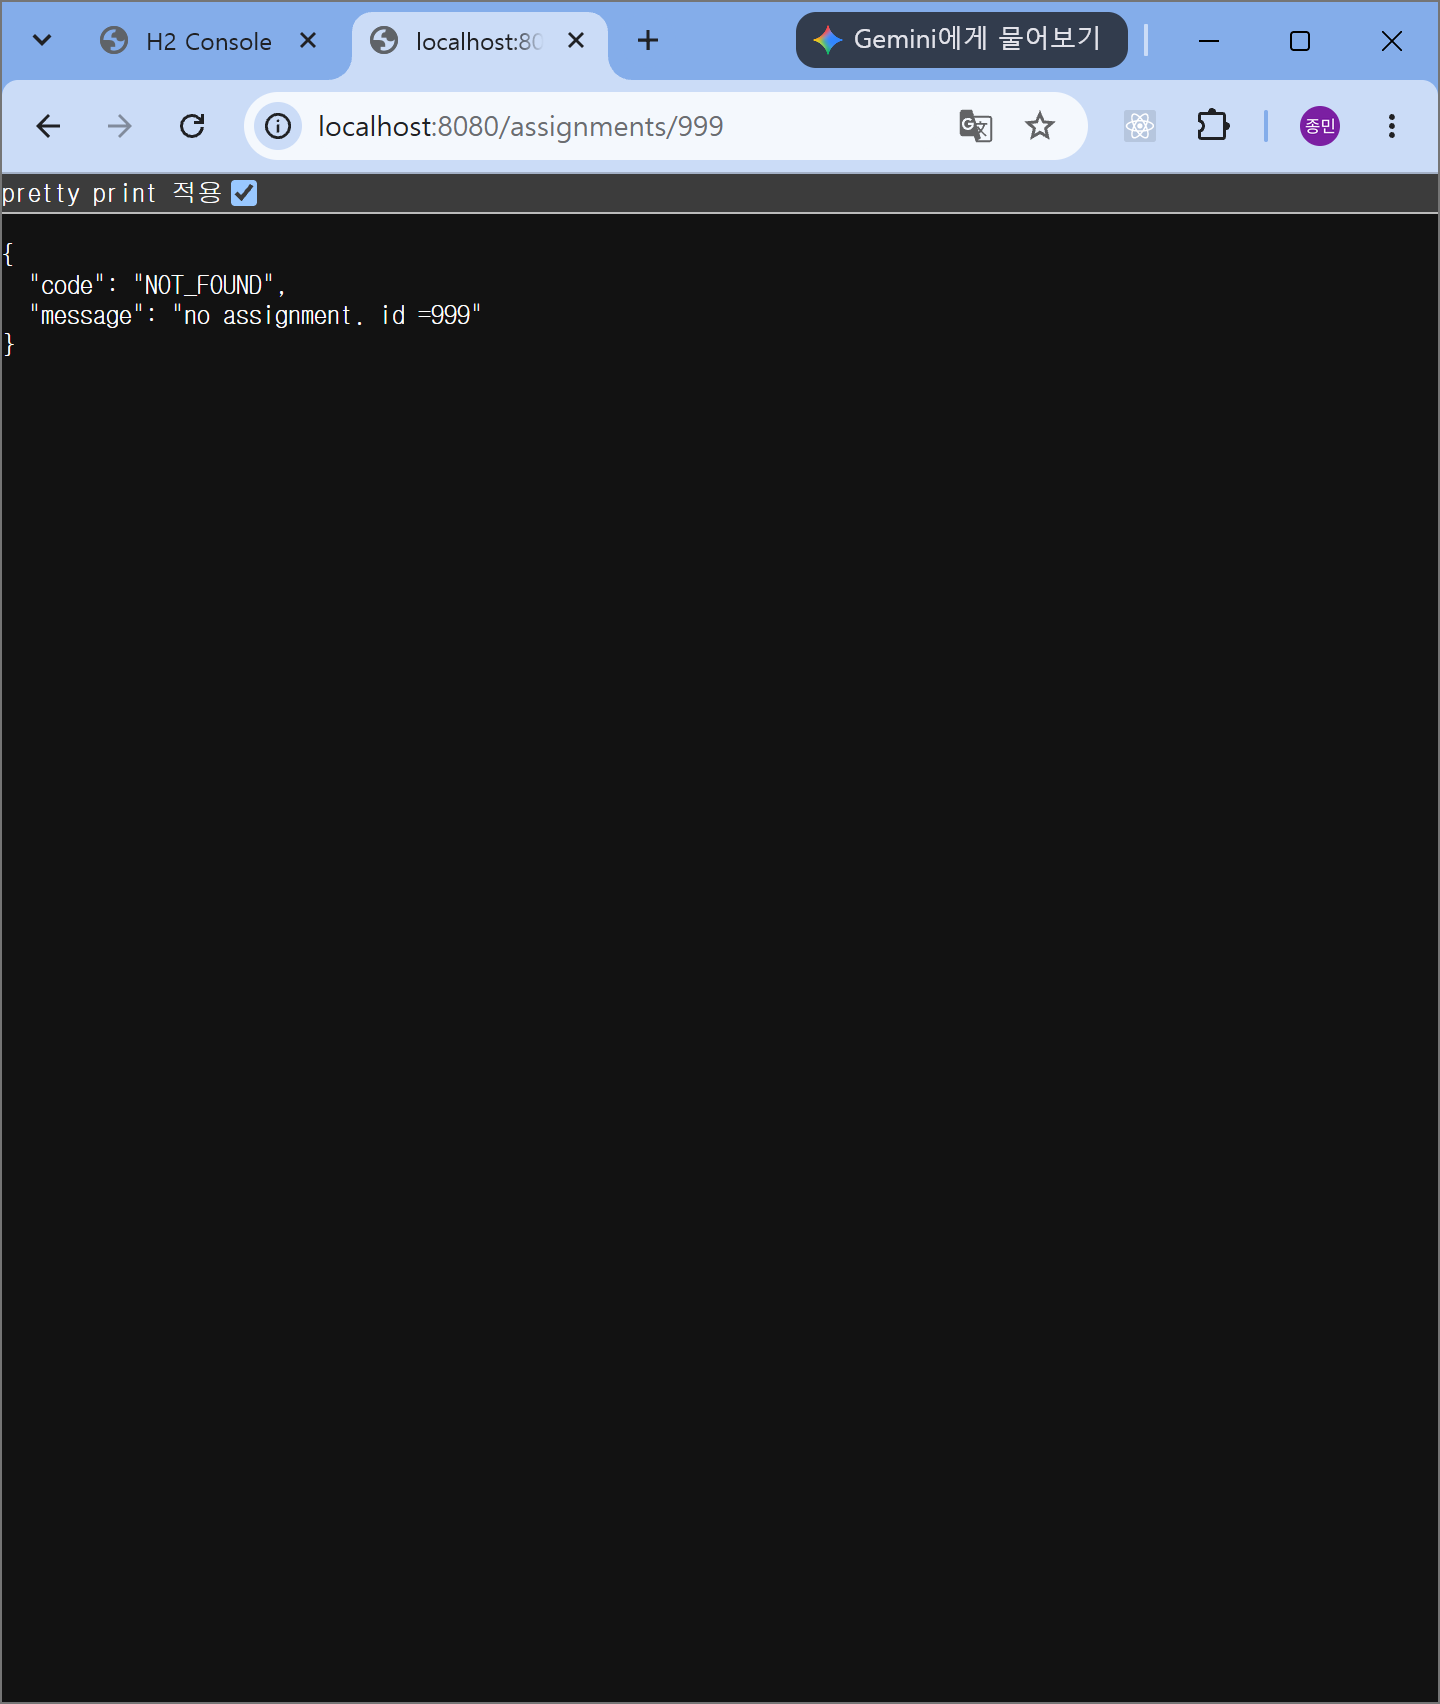 H2 Console
localhost:80
Gemini에게 물어보기
localhost:8080/assignments/999
종민
pretty print 적용
{
"code": "NOT_FOUND",
"message": "no assignment. id =999"
}